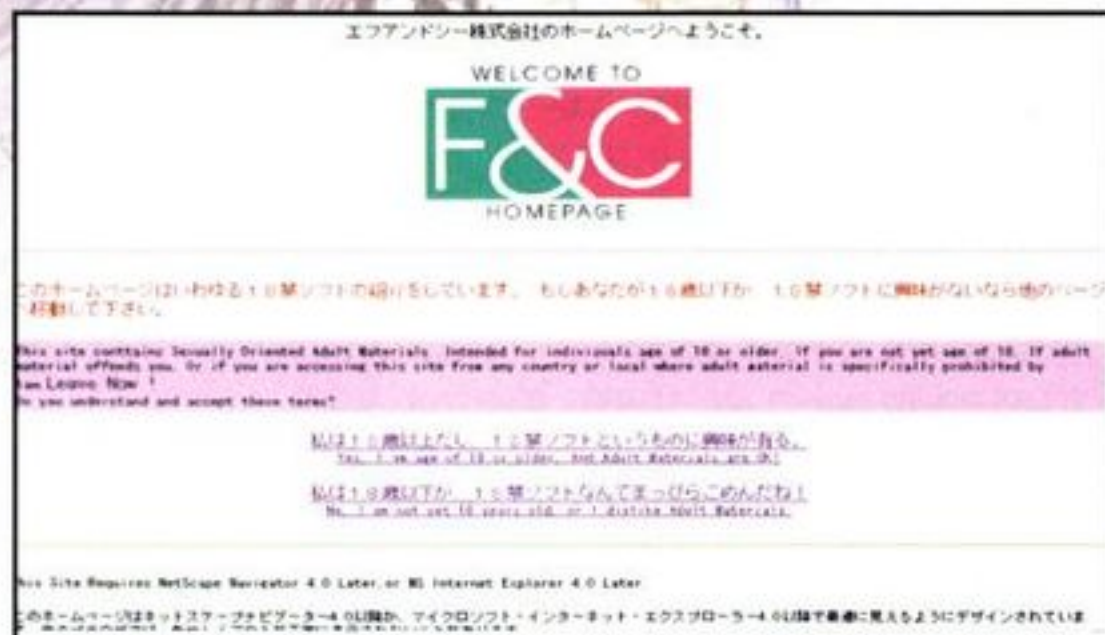 エフアンドシー株式会社のホームページへようこそ。
WELCOME TO
F&C
HOMEPAGE
このホームページはいわゆる18禁ソフトの紹介をしています。 もしあなたが18歳以下か 18禁ソフトに興味がないなら他のページ
へ移動して下さい。
This site conttains Sexually Oriented Adult Materials. Intended for individuals age of 18 or older. If you are not yet age of 18. If adult
material offends you. Or if you are accessing this site from any country or local where adult material is specifically prohibited by
Leave Now !
Do you understand and accept these terms?
私は18歳以上だし 18禁ソフトというものに興味が有る。
Yes, I am age of 18 or older. And Adult Materials are OK!
私は18歳以下か 18禁ソフトなんてまっぴらごめんだね!
No, I am not yet 18 years old, or I dislike Adult Materials.
This Site Requires NetScape Navigator 4.0 Later or MS Internet Explorer 4.0 Later
このホームページはネットスケープナビゲーター4.0以降か、マイクロソフト・インターネット・エクスプローラー4.0以降で最適に見えるようにデザインされていま